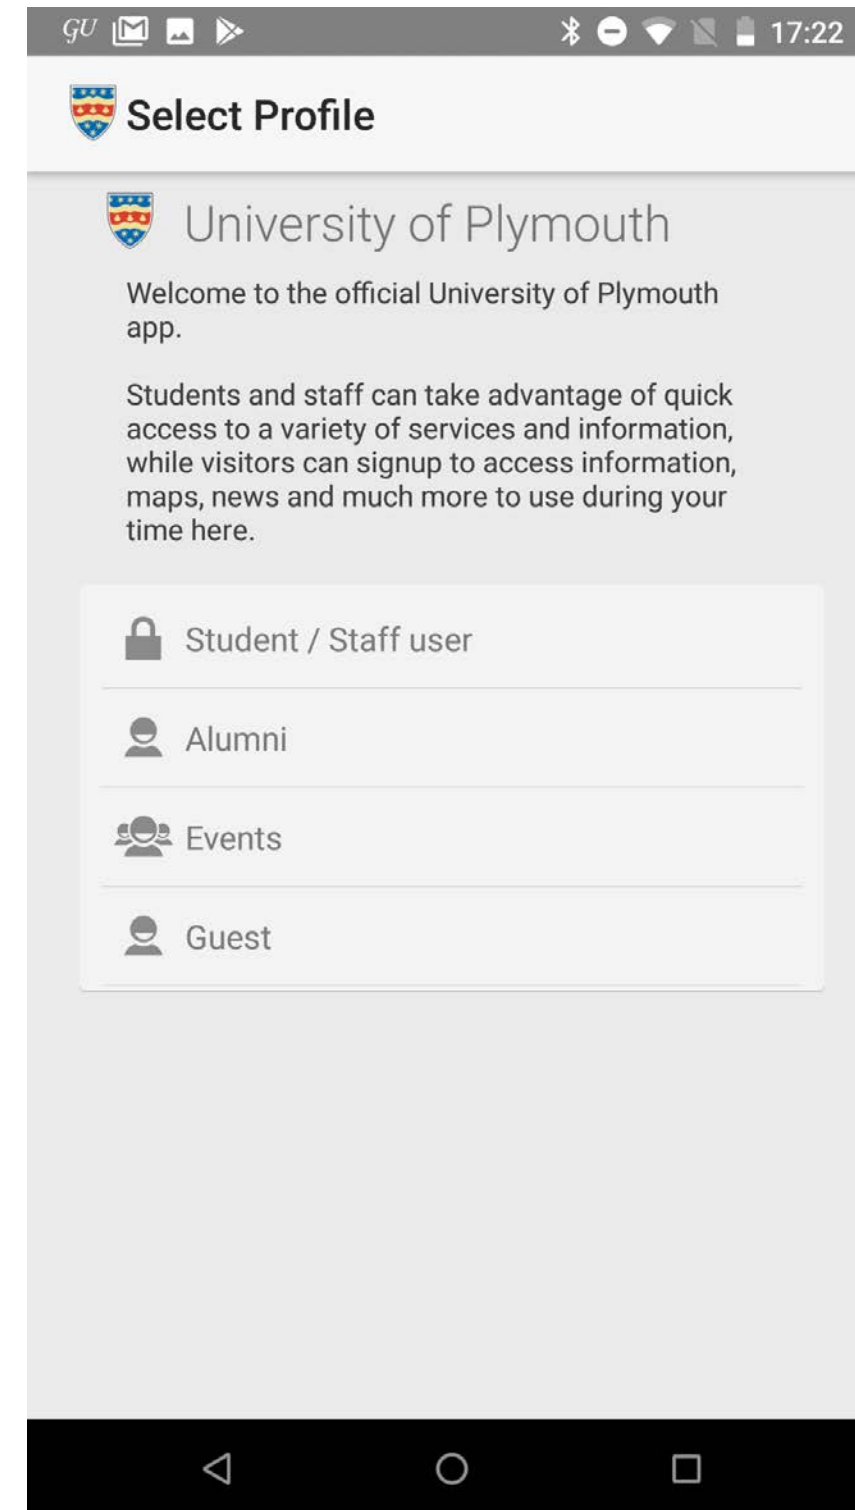 GU 17:22
Select Profile
University of Plymouth
Welcome to the official University of Plymouth
app.
Students and staff can take advantage of quick
access to a variety of services and information,
while visitors can signup to access information,
maps, news and much more to use during your
time here.
Student / Staff user
Alumni
Events
Guest